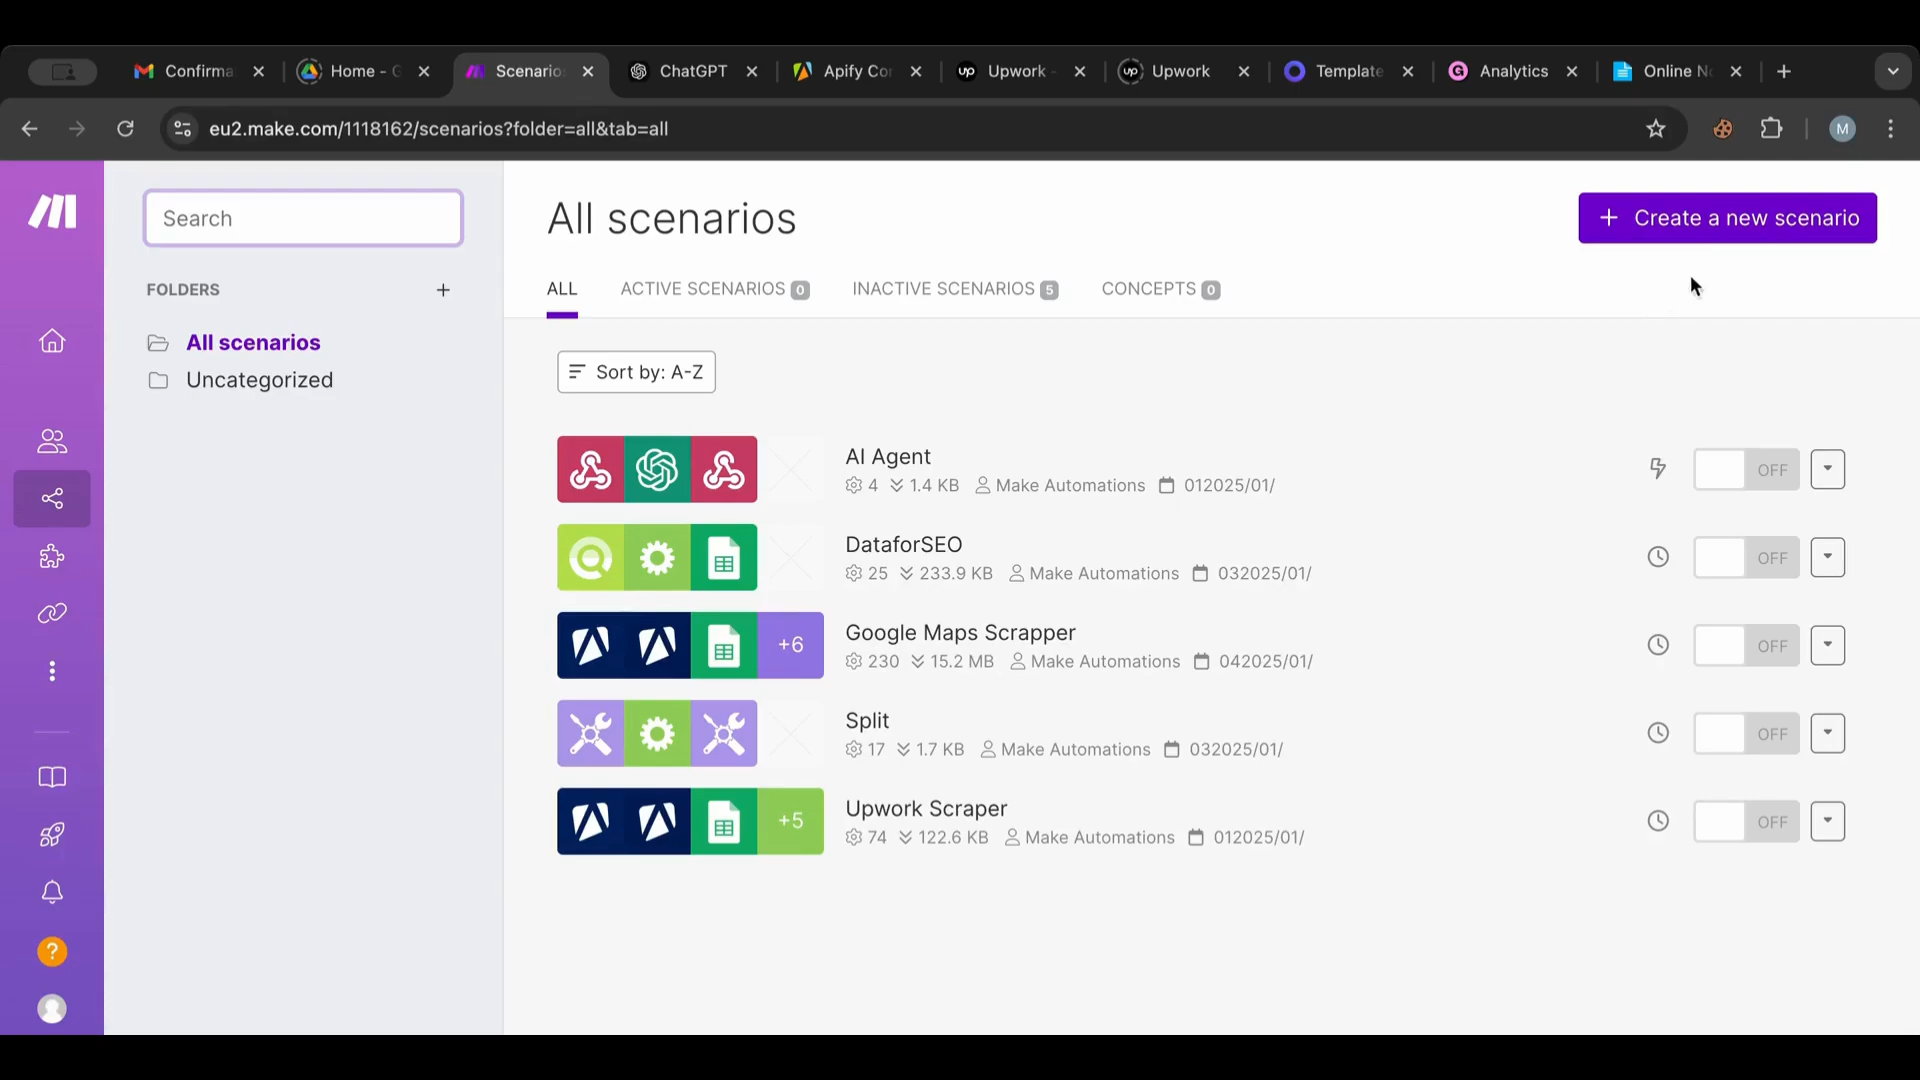 Confirma
Home - G
Scenario
ChatGPT
Apify Cor
Upwork -
Upwork
Template
Analytics
Online No
eu2.make.com/1118162/scenarios?folder=all&tab=all
M
Search
FOLDERS
All scenarios
Uncategorized
All scenarios
+ Create a new scenario
ALL
ACTIVE SCENARIOS 0
INACTIVE SCENARIOS 5
CONCEPTS 0
Sort by: A-Z
AI Agent
4 1.4 KB Make Automations 012025/01/
OFF
DataforSEO
25 233.9 KB Make Automations 032025/01/
OFF
+6
Google Maps Scrapper
230 15.2 MB Make Automations 042025/01/
OFF
Split
17 1.7 KB Make Automations 032025/01/
OFF
+5
Upwork Scraper
74 122.6 KB Make Automations 012025/01/
OFF
?